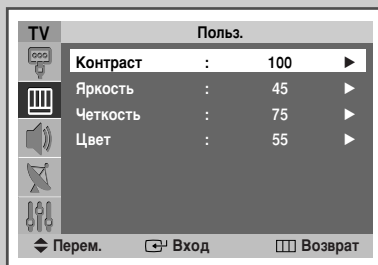 TV Польз.
Контраст : 100 ▶
Яркость : 45 ▶
Четкость : 75 ▶
Цвет : 55 ▶
Перем. Вход Возврат